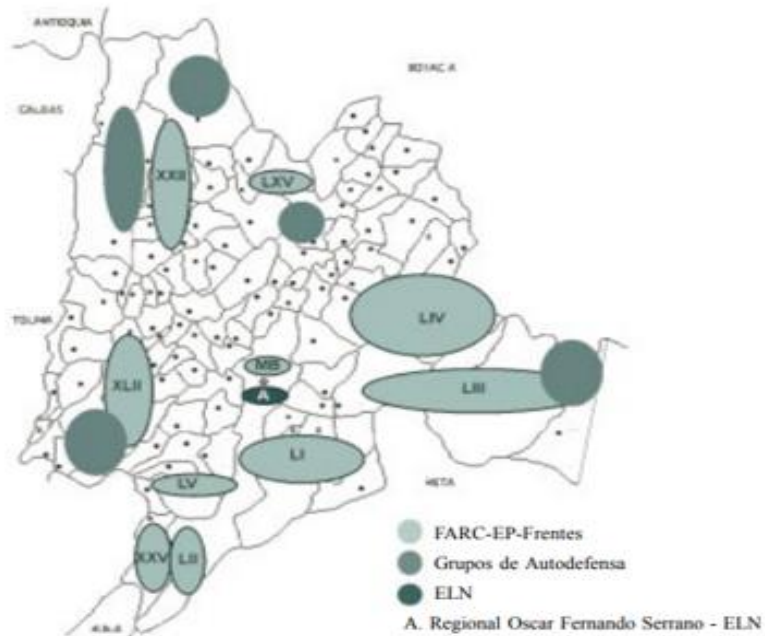 ANTIOQUIA
BOYACA
CALDAS
XXII
LXV
LIV
TOLIMA
MB
XLII
A
LIII
LI
LV
META
XXV LII
FARC-EP-Frentes
Grupos de Autodefensa
ELN
A. Regional Oscar Fernando Serrano - ELN